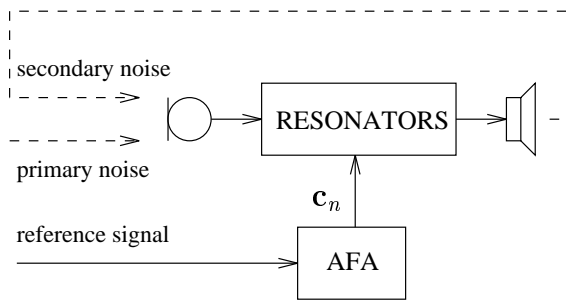 secondary noise
RESONATORS
primary noise
c_n
reference signal
AFA